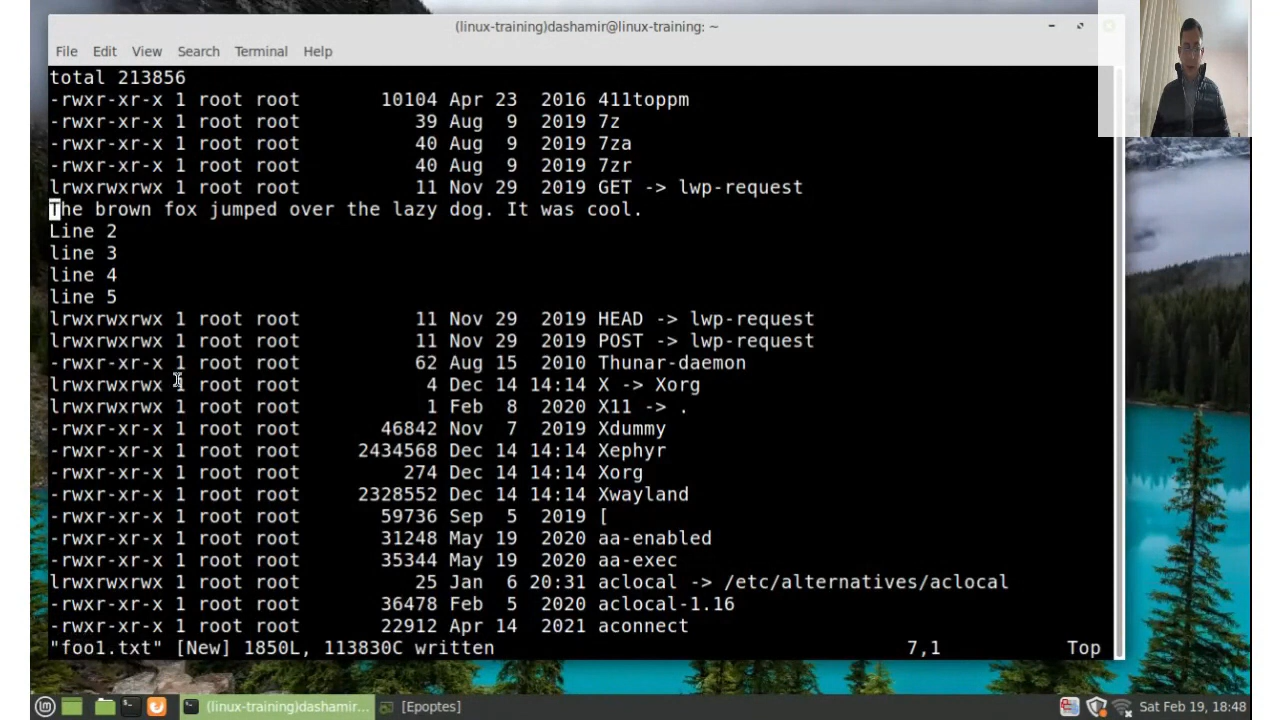 (linux-training)dashamir@linux-training: ~
File Edit View Search Terminal Help
total 213856
-rwxr-xr-x 1 root root 10104 Apr 23 2016 411toppm
-rwxr-xr-x 1 root root 39 Aug 9 2019 7z
-rwxr-xr-x 1 root root 40 Aug 9 2019 7za
-rwxr-xr-x 1 root root 40 Aug 9 2019 7zr
lrwxrwxrwx 1 root root 11 Nov 29 2019 GET -> lwp-request
The brown fox jumped over the lazy dog. It was cool.
Line 2
line 3
line 4
line 5
lrwxrwxrwx 1 root root 11 Nov 29 2019 HEAD -> lwp-request
lrwxrwxrwx 1 root root 11 Nov 29 2019 POST -> lwp-request
-rwxr-xr-x 1 root root 62 Aug 15 2010 Thunar-daemon
lrwxrwxrwx 1 root root 4 Dec 14 14:14 X -> Xorg
lrwxrwxrwx 1 root root 1 Feb 8 2020 X11 -> .
-rwxr-xr-x 1 root root 46842 Nov 7 2019 Xdummy
-rwxr-xr-x 1 root root 2434568 Dec 14 14:14 Xephyr
-rwxr-xr-x 1 root root 274 Dec 14 14:14 Xorg
-rwxr-xr-x 1 root root 2328552 Dec 14 14:14 Xwayland
-rwxr-xr-x 1 root root 59736 Sep 5 2019 [
-rwxr-xr-x 1 root root 31248 May 19 2020 aa-enabled
-rwxr-xr-x 1 root root 35344 May 19 2020 aa-exec
lrwxrwxrwx 1 root root 25 Jan 6 20:31 aclocal -> /etc/alternatives/aclocal
-rwxr-xr-x 1 root root 36478 Feb 5 2020 aclocal-1.16
-rwxr-xr-x 1 root root 22912 Apr 14 2021 aconnect
"foo1.txt" [New] 1850L, 113830C written 7,1 Top
(linux-training)dashamir... [Epoptes] Sat Feb 19, 18:48